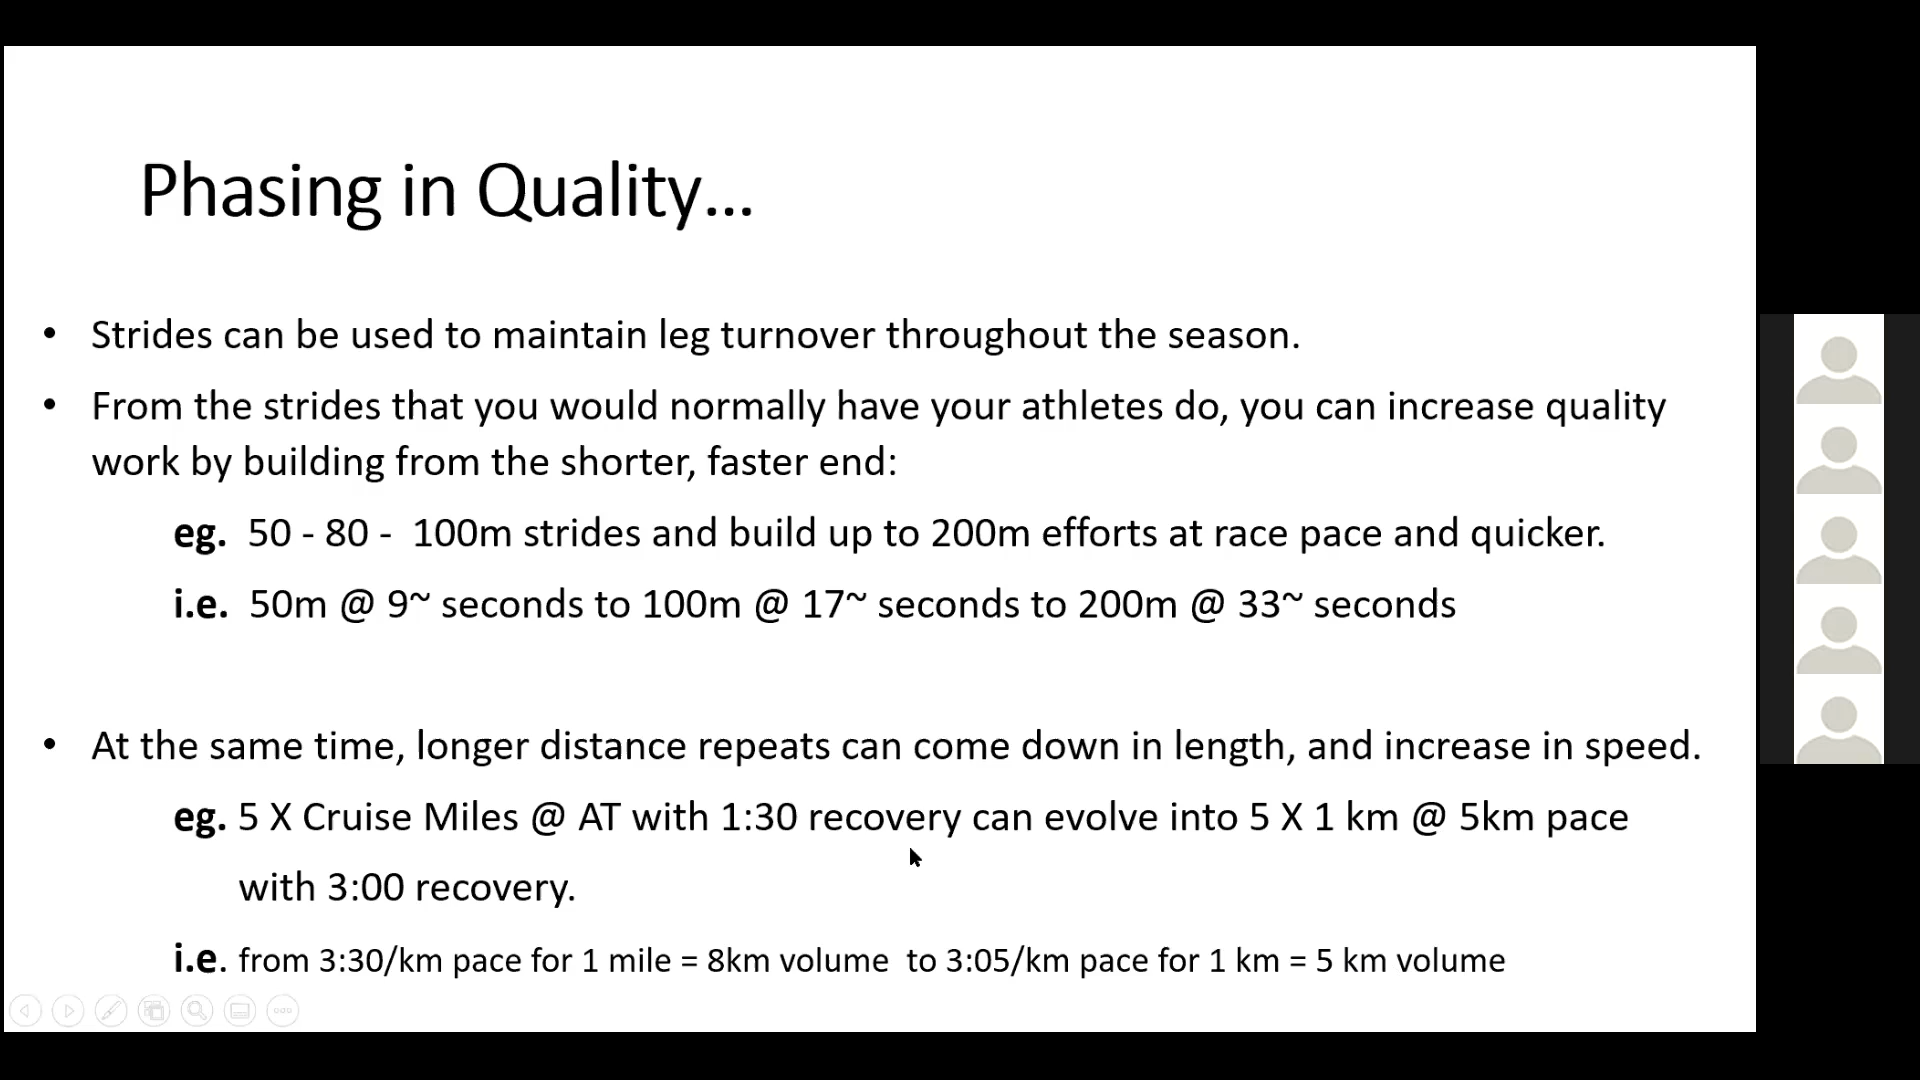 Phasing in Quality...
• Strides can be used to maintain leg turnover throughout the season.
• From the strides that you would normally have your athletes do, you can increase quality
work by building from the shorter, faster end:
eg. 50 - 80 - 100m strides and build up to 200m efforts at race pace and quicker.
i.e. 50m @ 9~ seconds to 100m @ 17~ seconds to 200m @ 33~ seconds
• At the same time, longer distance repeats can come down in length, and increase in speed.
eg. 5 X Cruise Miles @ AT with 1:30 recovery can evolve into 5 X 1 km @ 5km pace
with 3:00 recovery.
i.e. from 3:30/km pace for 1 mile = 8km volume to 3:05/km pace for 1 km = 5 km volume